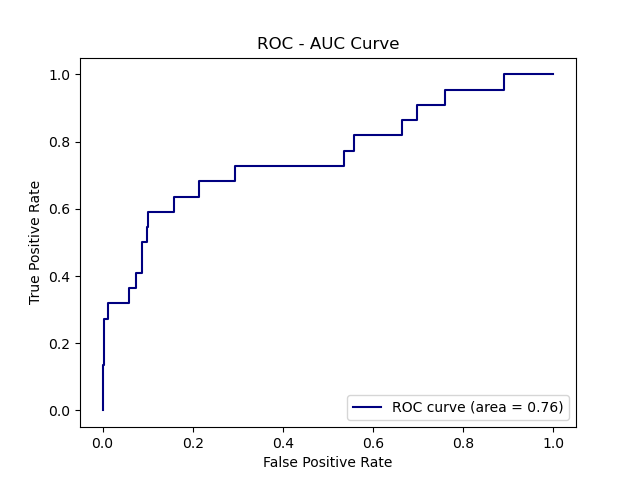 ROC - AUC Curve
True Positive Rate
1.0
0.8
0.6
0.4
0.2
0.0
ROC curve (area = 0.76)
0.0 0.2 0.4 0.6 0.8 1.0
False Positive Rate